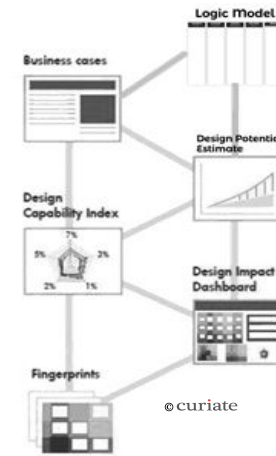 Logic Model
Business cases
Design Potenti
Estimate
Design
Capability Index
7%
5%
3%
2%
1%
Design Impact
Dashboard
Fingerprints
© curiate